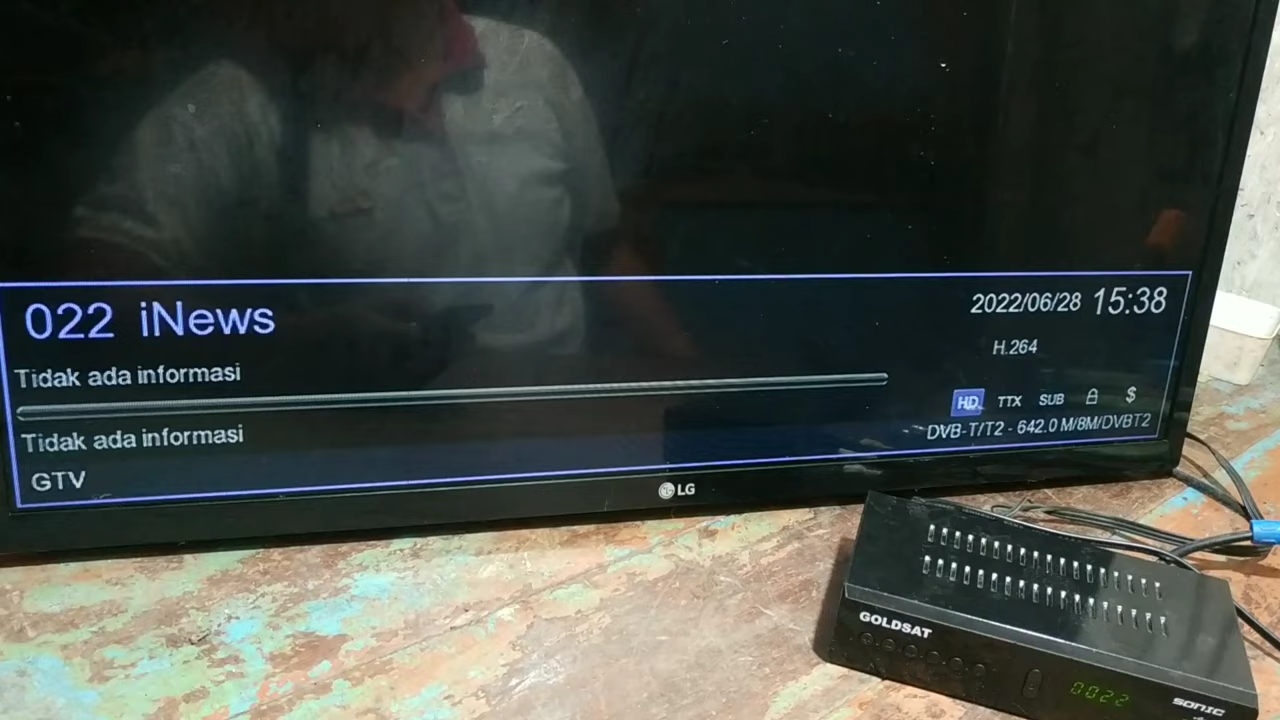 022 iNews
2022/06/28 15:38
H.264
Tidak ada informasi
HD TTX SUB $
Tidak ada informasi
DVB-T/T2 - 642.0 M/8M/DVBT2
GTV
LG
GOLDSAT
0022
SONIC